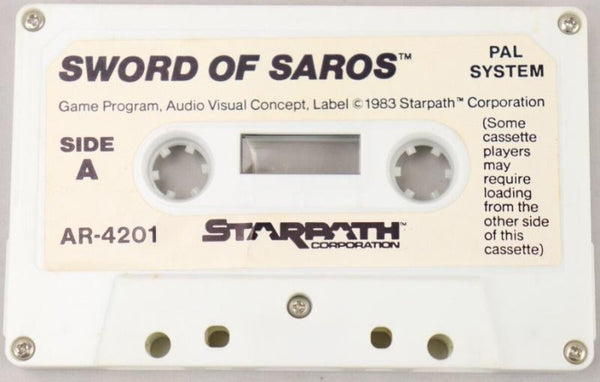 SWORD OF SAROS™
PAL
SYSTEM
Game Program, Audio Visual Concept, Label ©1983 Starpath™ Corporation
SIDE
A
(Some
cassette
players
may
require
loading
from the
other side
of this
cassette)
AR-4201
STARPATH™
CORPORATION